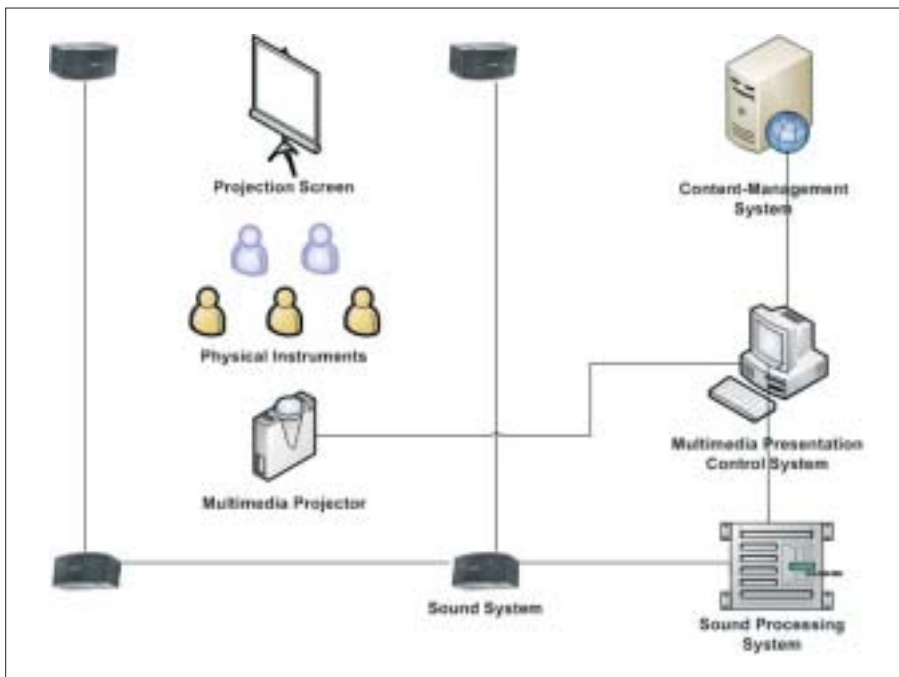 Projection Screen
Content-Management
System
Physical Instruments
Multimedia Presentation
Control System
Multimedia Projector
Sound System
Sound Processing
System